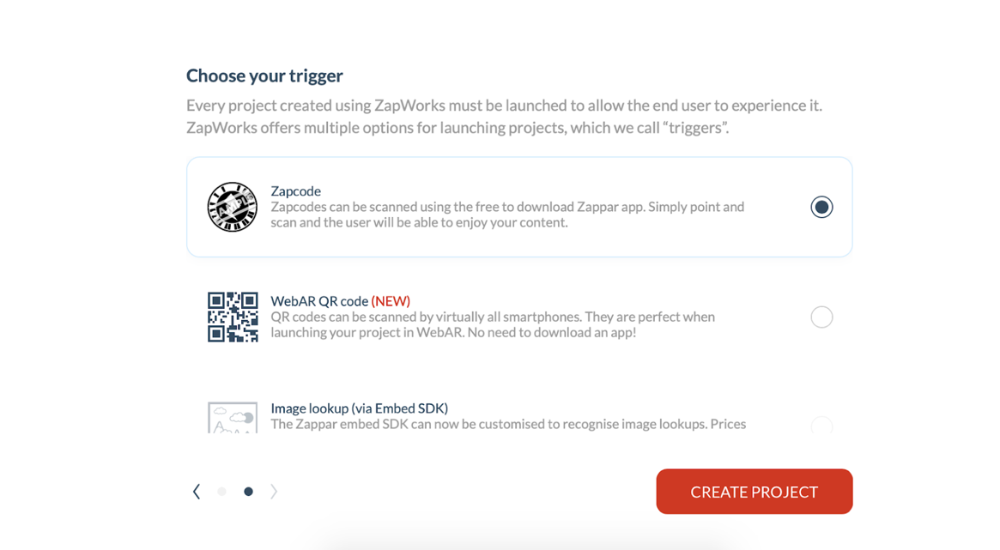 Choose your trigger
Every project created using ZapWorks must be launched to allow the end user to experience it.
ZapWorks offers multiple options for launching projects, which we call “triggers”.
Zapcode
Zapcodes can be scanned using the free to download Zappar app. Simply point and
scan and the user will be able to enjoy your content.
WebAR QR code (NEW)
QR codes can be scanned by virtually all smartphones. They are perfect when
launching your project in WebAR. No need to download an app!
Image lookup (via Embed SDK)
The Zappar embed SDK can now be customised to recognise image lookups. Prices
CREATE PROJECT